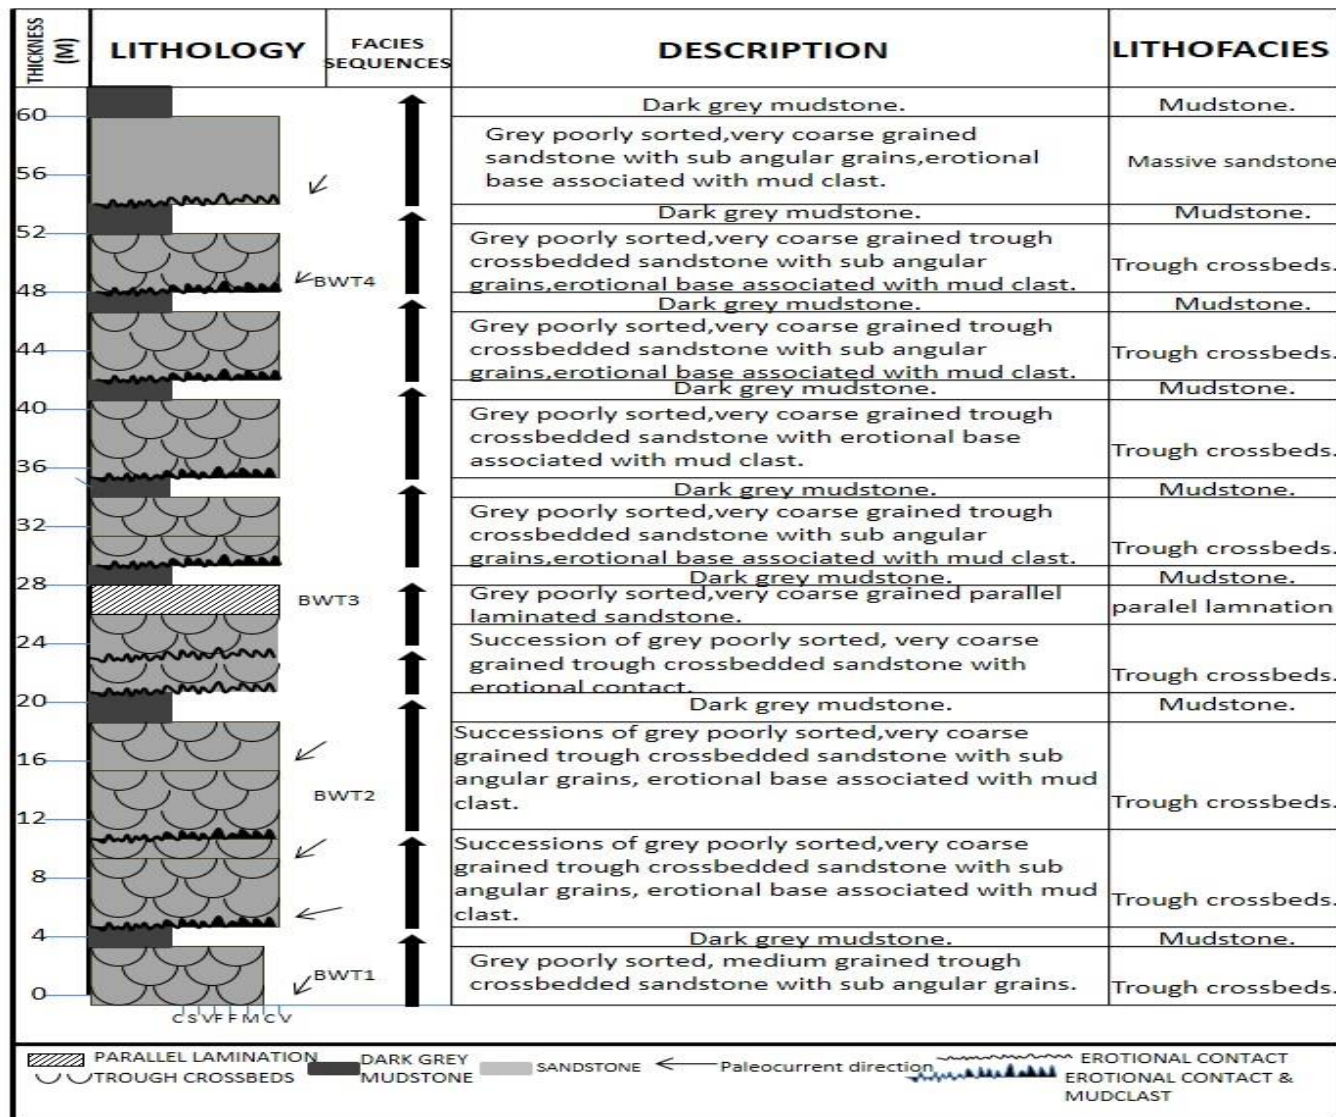 THICKNESS (M)
LITHOLOGY
FACIES SEQUENCES
DESCRIPTION
LITHOFACIES
60
Dark grey mudstone.
Mudstone.
56
Grey poorly sorted,very coarse grained
sandstone with sub angular grains,erotional
base associated with mud clast.
Massive sandstone
52
Dark grey mudstone.
Mudstone.
BWT4
Grey poorly sorted,very coarse grained trough
crossbedded sandstone with sub angular
grains,erotional base associated with mud clast.
Trough crossbeds.
48
Dark grey mudstone.
Mudstone.
44
Grey poorly sorted,very coarse grained trough
crossbedded sandstone with sub angular
grains,erotional base associated with mud clast.
Trough crossbeds.
40
Dark grey mudstone.
Mudstone.
36
Grey poorly sorted,very coarse grained trough
crossbedded sandstone with erotional base
associated with mud clast.
Trough crossbeds.
Dark grey mudstone.
Mudstone.
32
Grey poorly sorted,very coarse grained trough
crossbedded sandstone with sub angular
grains,erotional base associated with mud clast.
Trough crossbeds.
28
Dark grey mudstone.
Mudstone.
BWT3
Grey poorly sorted,very coarse grained parallel
laminated sandstone.
paralel lamnation
24
Succession of grey poorly sorted, very coarse
grained trough crossbedded sandstone with
erotional contact.
Trough crossbeds.
20
Dark grey mudstone.
Mudstone.
16
BWT2
12
Successions of grey poorly sorted,very coarse
grained trough crossbedded sandstone with sub
angular grains, erotional base associated with mud
clast.
Trough crossbeds.
8
Successions of grey poorly sorted,very coarse
grained trough crossbedded sandstone with sub
angular grains, erotional base associated with mud
clast.
Trough crossbeds.
4
Dark grey mudstone.
Mudstone.
0
BWT1
Grey poorly sorted, medium grained trough
crossbedded sandstone with sub angular grains.
Trough crossbeds.
C S VF F M C V
PARALLEL LAMINATION
TROUGH CROSSBEDS
DARK GREY
MUDSTONE
SANDSTONE
Paleocurrent direction
EROTIONAL CONTACT
EROTIONAL CONTACT &
MUDCLAST